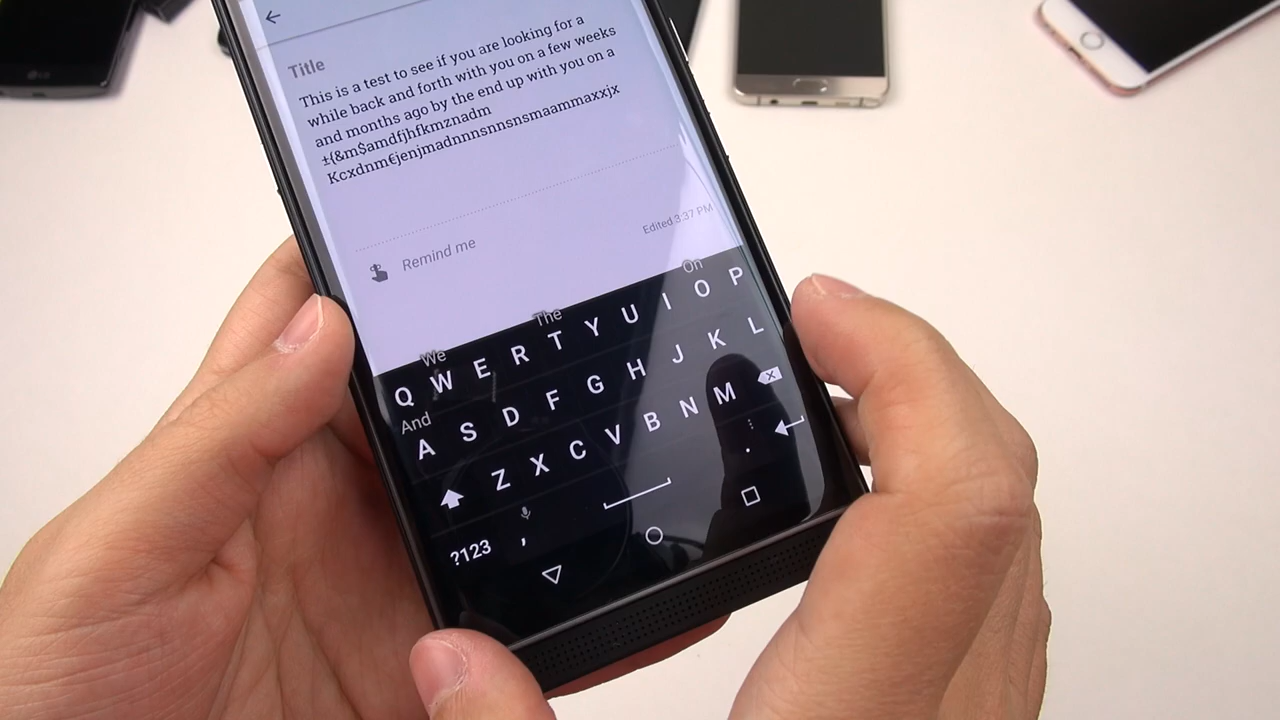 LG
Title
This is a test to see if you are looking for a
while back and forth with you on a few weeks
and months ago by the end up with you on a
±(&m$amdfjhfkmznadm
Kcxdnm€jenjmadnnnsnnsnsmaammaxxjx
Remind me
Edited 3:37 PM
We The On
Q W E R T Y U I O P
And
A S D F G H J K L
Z X C V B N M
?123 , .